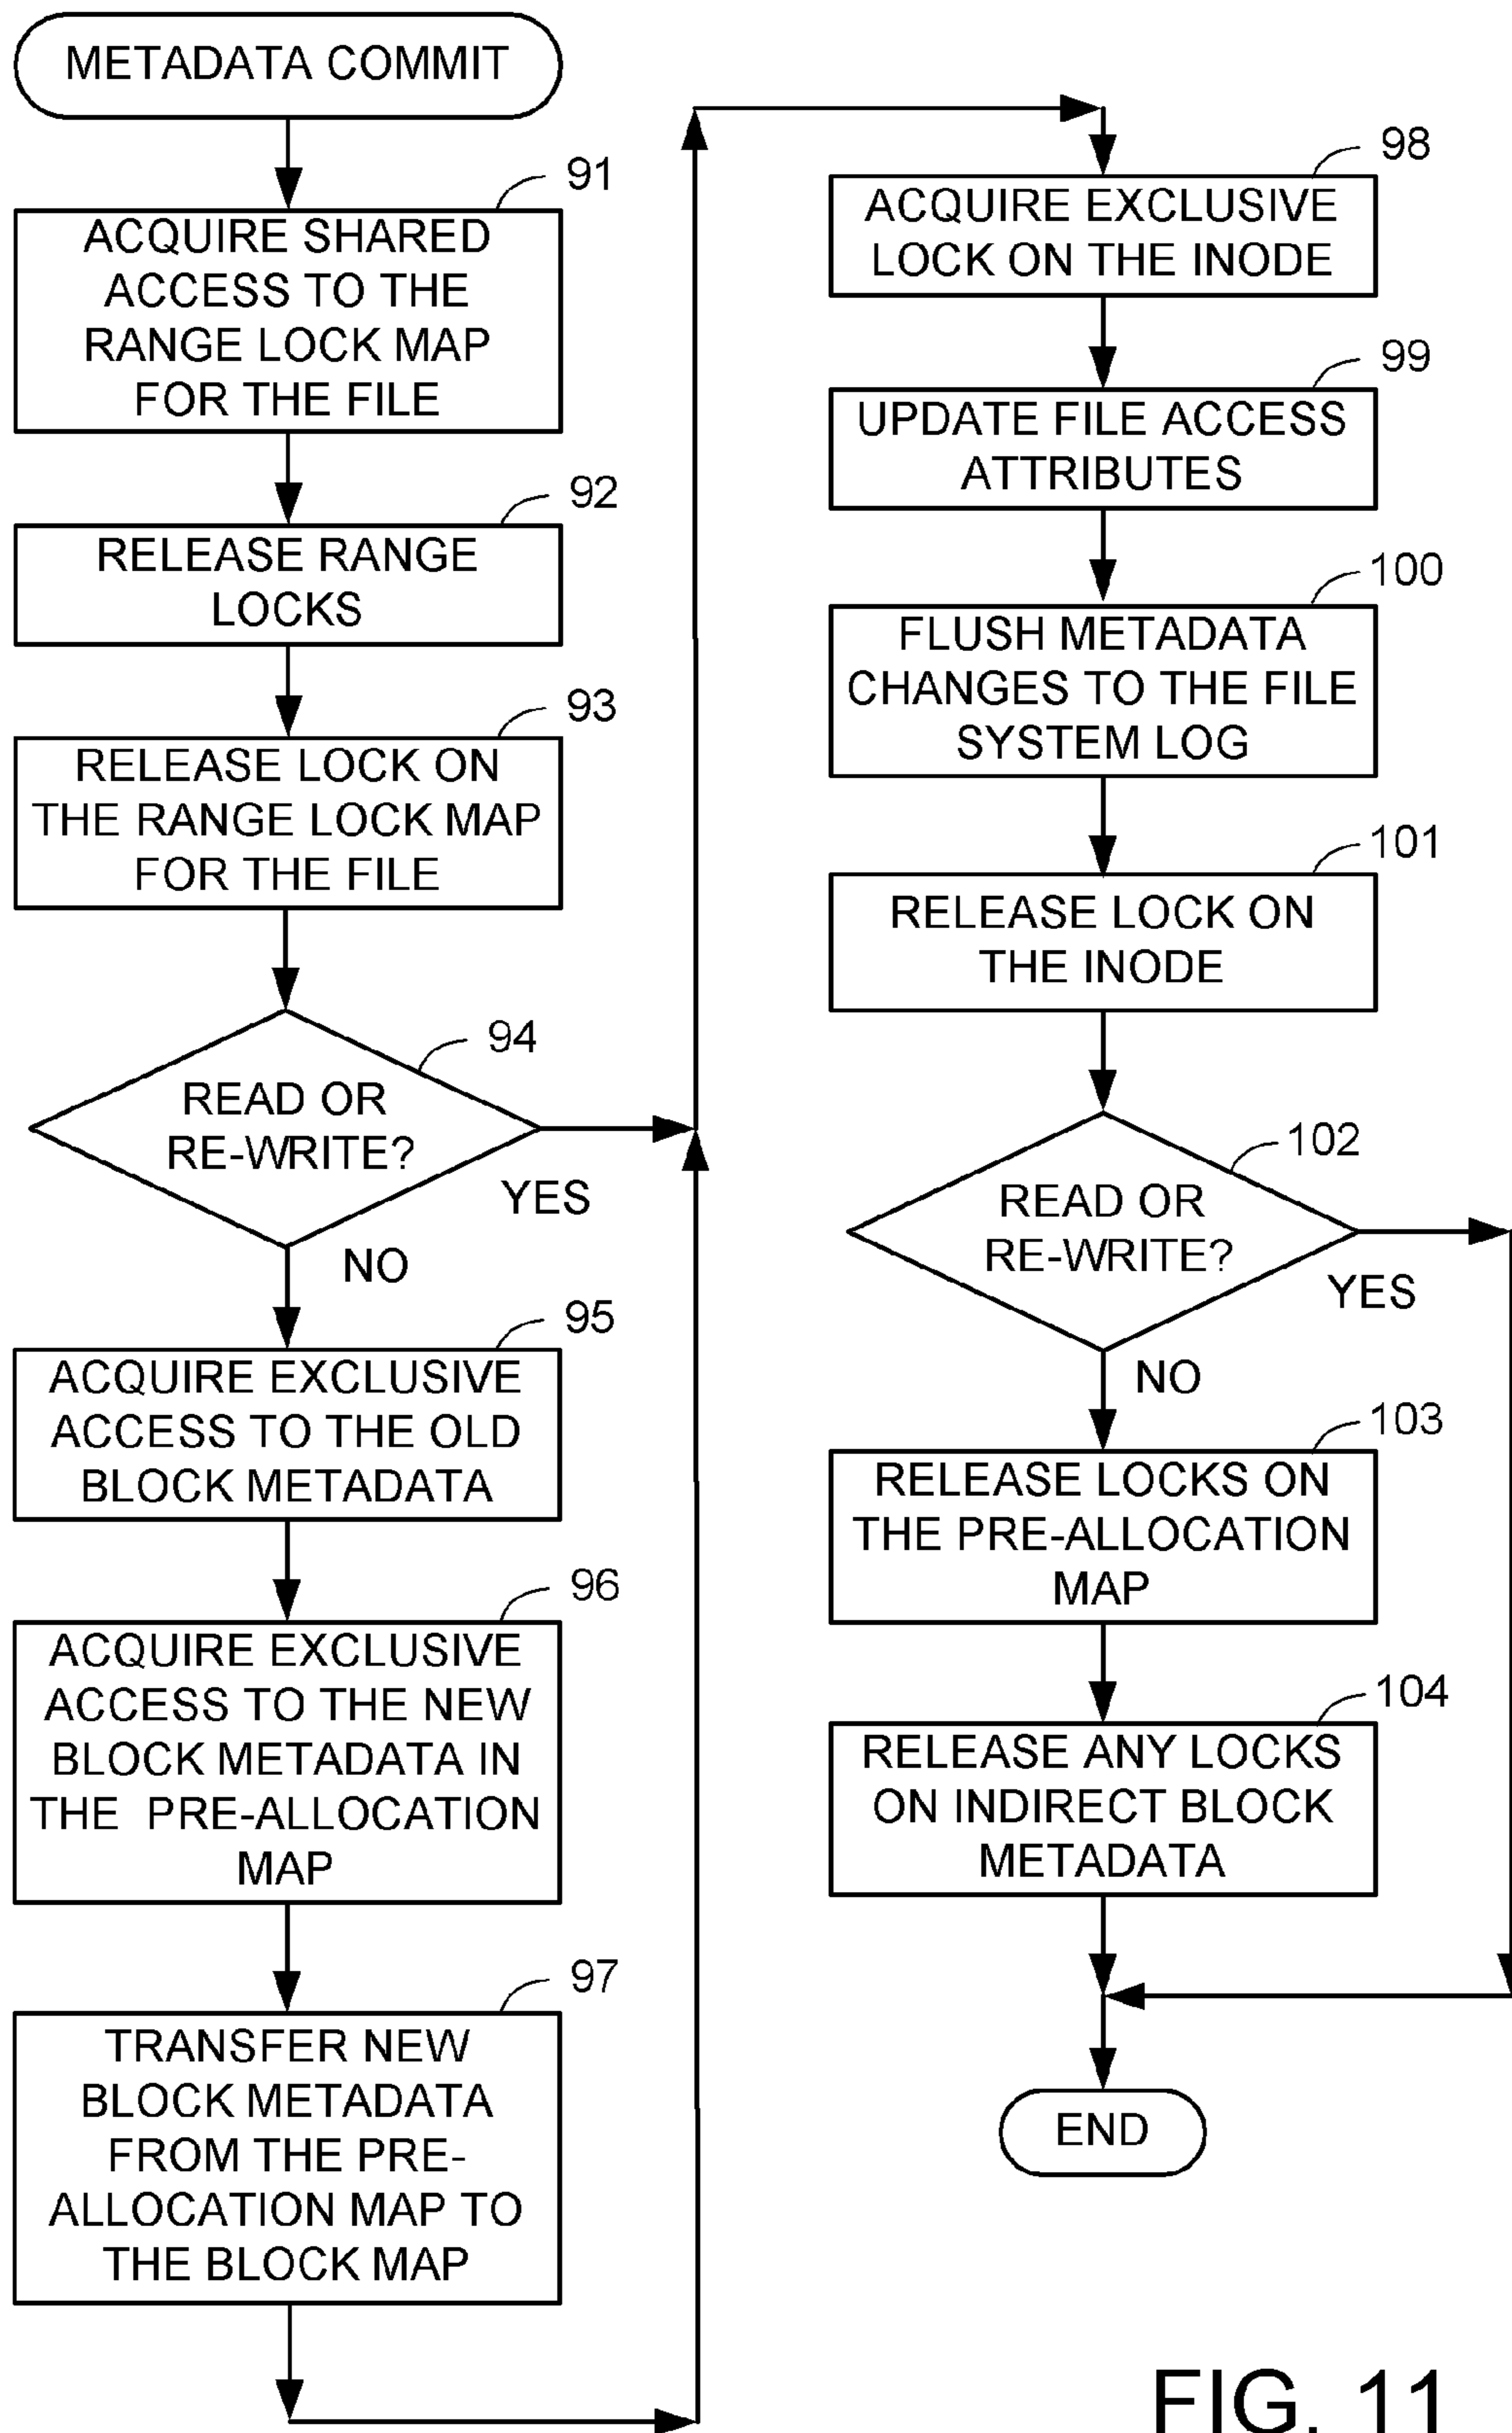 METADATA COMMIT
91
ACQUIRE SHARED
ACCESS TO THE
RANGE LOCK MAP
FOR THE FILE
92
RELEASE RANGE
LOCKS
93
RELEASE LOCK ON
THE RANGE LOCK MAP
FOR THE FILE
94
READ OR
RE-WRITE?
YES
NO
95
ACQUIRE EXCLUSIVE
ACCESS TO THE OLD
BLOCK METADATA
96
ACQUIRE EXCLUSIVE
ACCESS TO THE NEW
BLOCK METADATA IN
THE PRE-ALLOCATION
MAP
97
TRANSFER NEW
BLOCK METADATA
FROM THE PRE-
ALLOCATION MAP TO
THE BLOCK MAP
98
ACQUIRE EXCLUSIVE
LOCK ON THE INODE
99
UPDATE FILE ACCESS
ATTRIBUTES
100
FLUSH METADATA
CHANGES TO THE FILE
SYSTEM LOG
101
RELEASE LOCK ON
THE INODE
102
READ OR
RE-WRITE?
YES
NO
103
RELEASE LOCKS ON
THE PRE-ALLOCATION
MAP
104
RELEASE ANY LOCKS
ON INDIRECT BLOCK
METADATA
END
FIG. 11